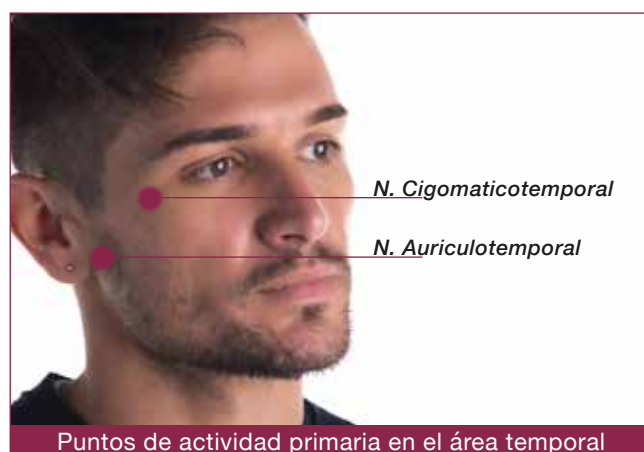 N. Cigomaticotemporal
N. Auriculotemporal
Puntos de actividad primaria en el área temporal